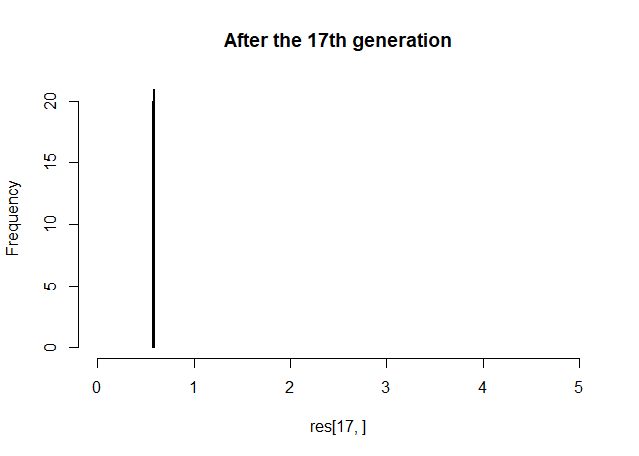 After the 17th generation
Frequency
20
15
10
5
0
0 1 2 3 4 5
res[17, ]